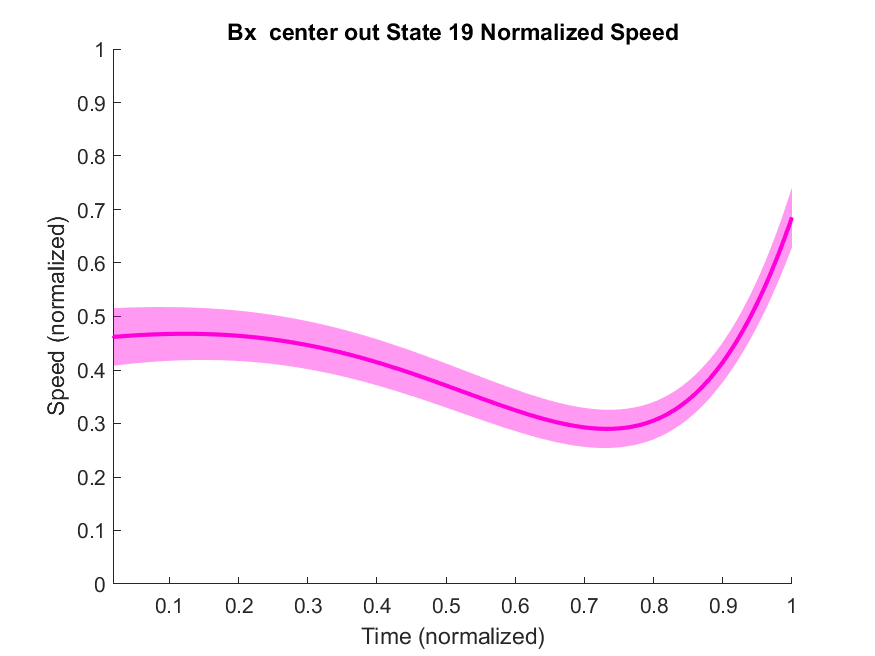 Bx  center out State 19 Normalized Speed
1
0.9
0.8
0.7
0.6
0.5
0.4
0.3
0.2
0.1
0
Speed (normalized)
0.1 0.2 0.3 0.4 0.5 0.6 0.7 0.8 0.9 1
Time (normalized)